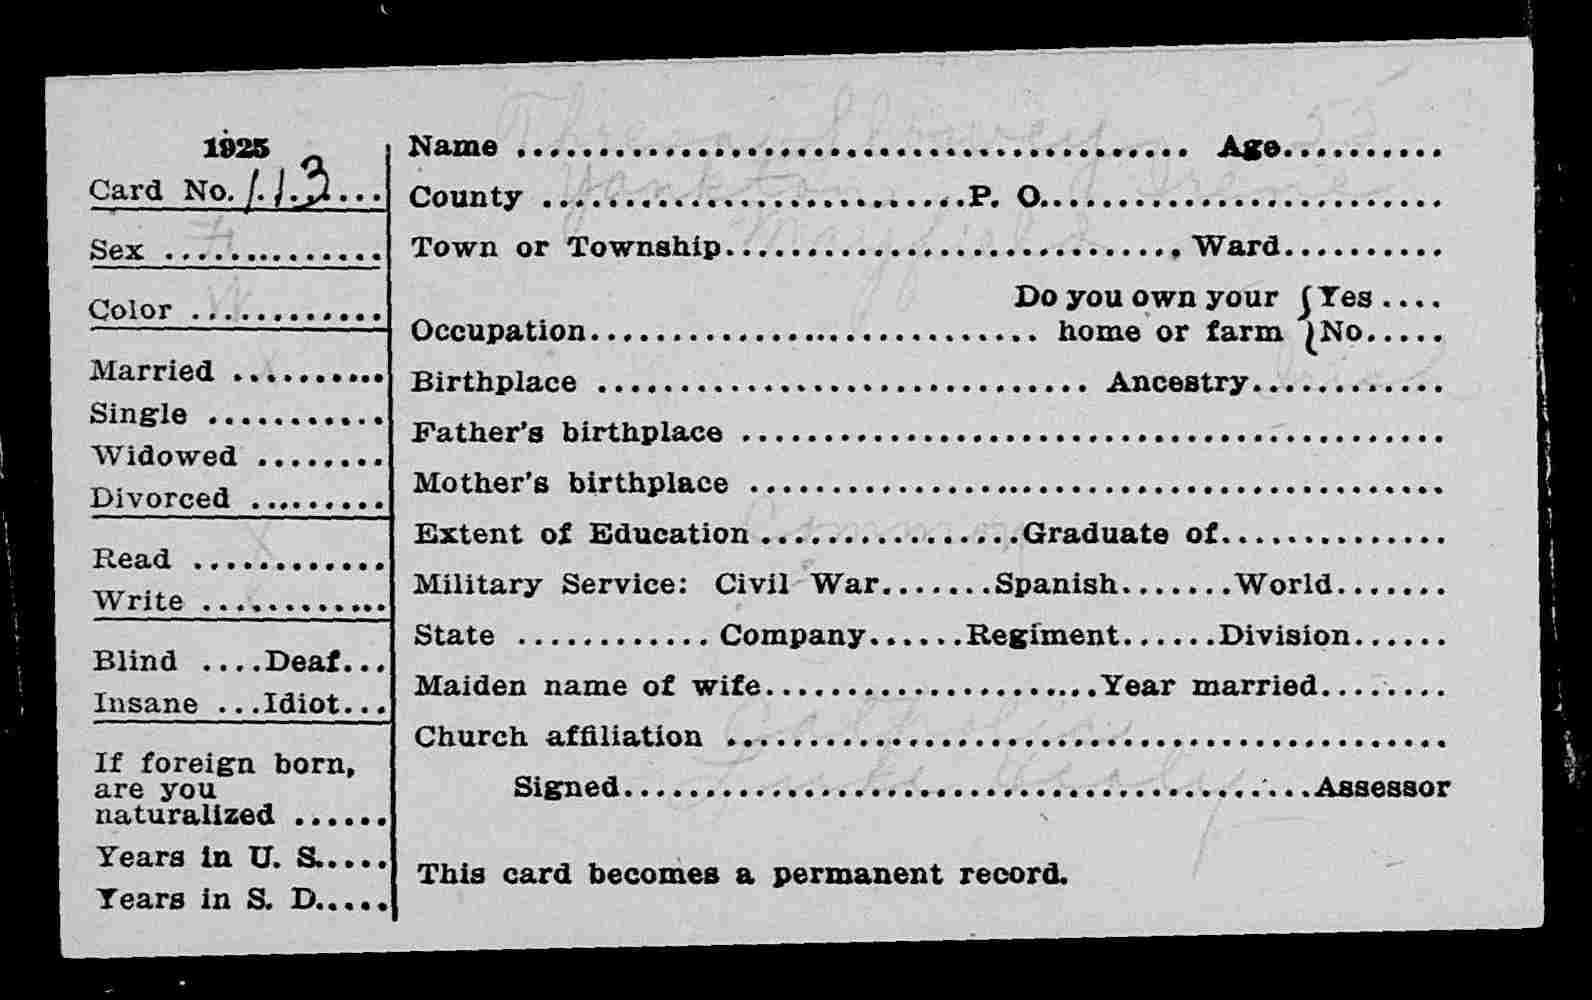 1925
Card No. 113
Sex F
Color W
Married x
Single
Widowed
Divorced
Read x
Write
Blind ....Deaf...
Insane ...Idiot...
If foreign born,
are you
naturalized ......
Years in U. S.....
Years in S. D.....
Name Age
County Yankton P. O. Irene
Town or Township Mayfield Ward
Do you own your Yes ....
Occupation home or farm No.....
Birthplace Ancestry
Father's birthplace
Mother's birthplace
Extent of Education Common Graduate of
Military Service: Civil War.......Spanish.......World.......
State ............ Company......Regiment......Division......
Maiden name of wife Year married
Church affiliation Catholic
Signed Healy Assessor
This card becomes a permanent record.